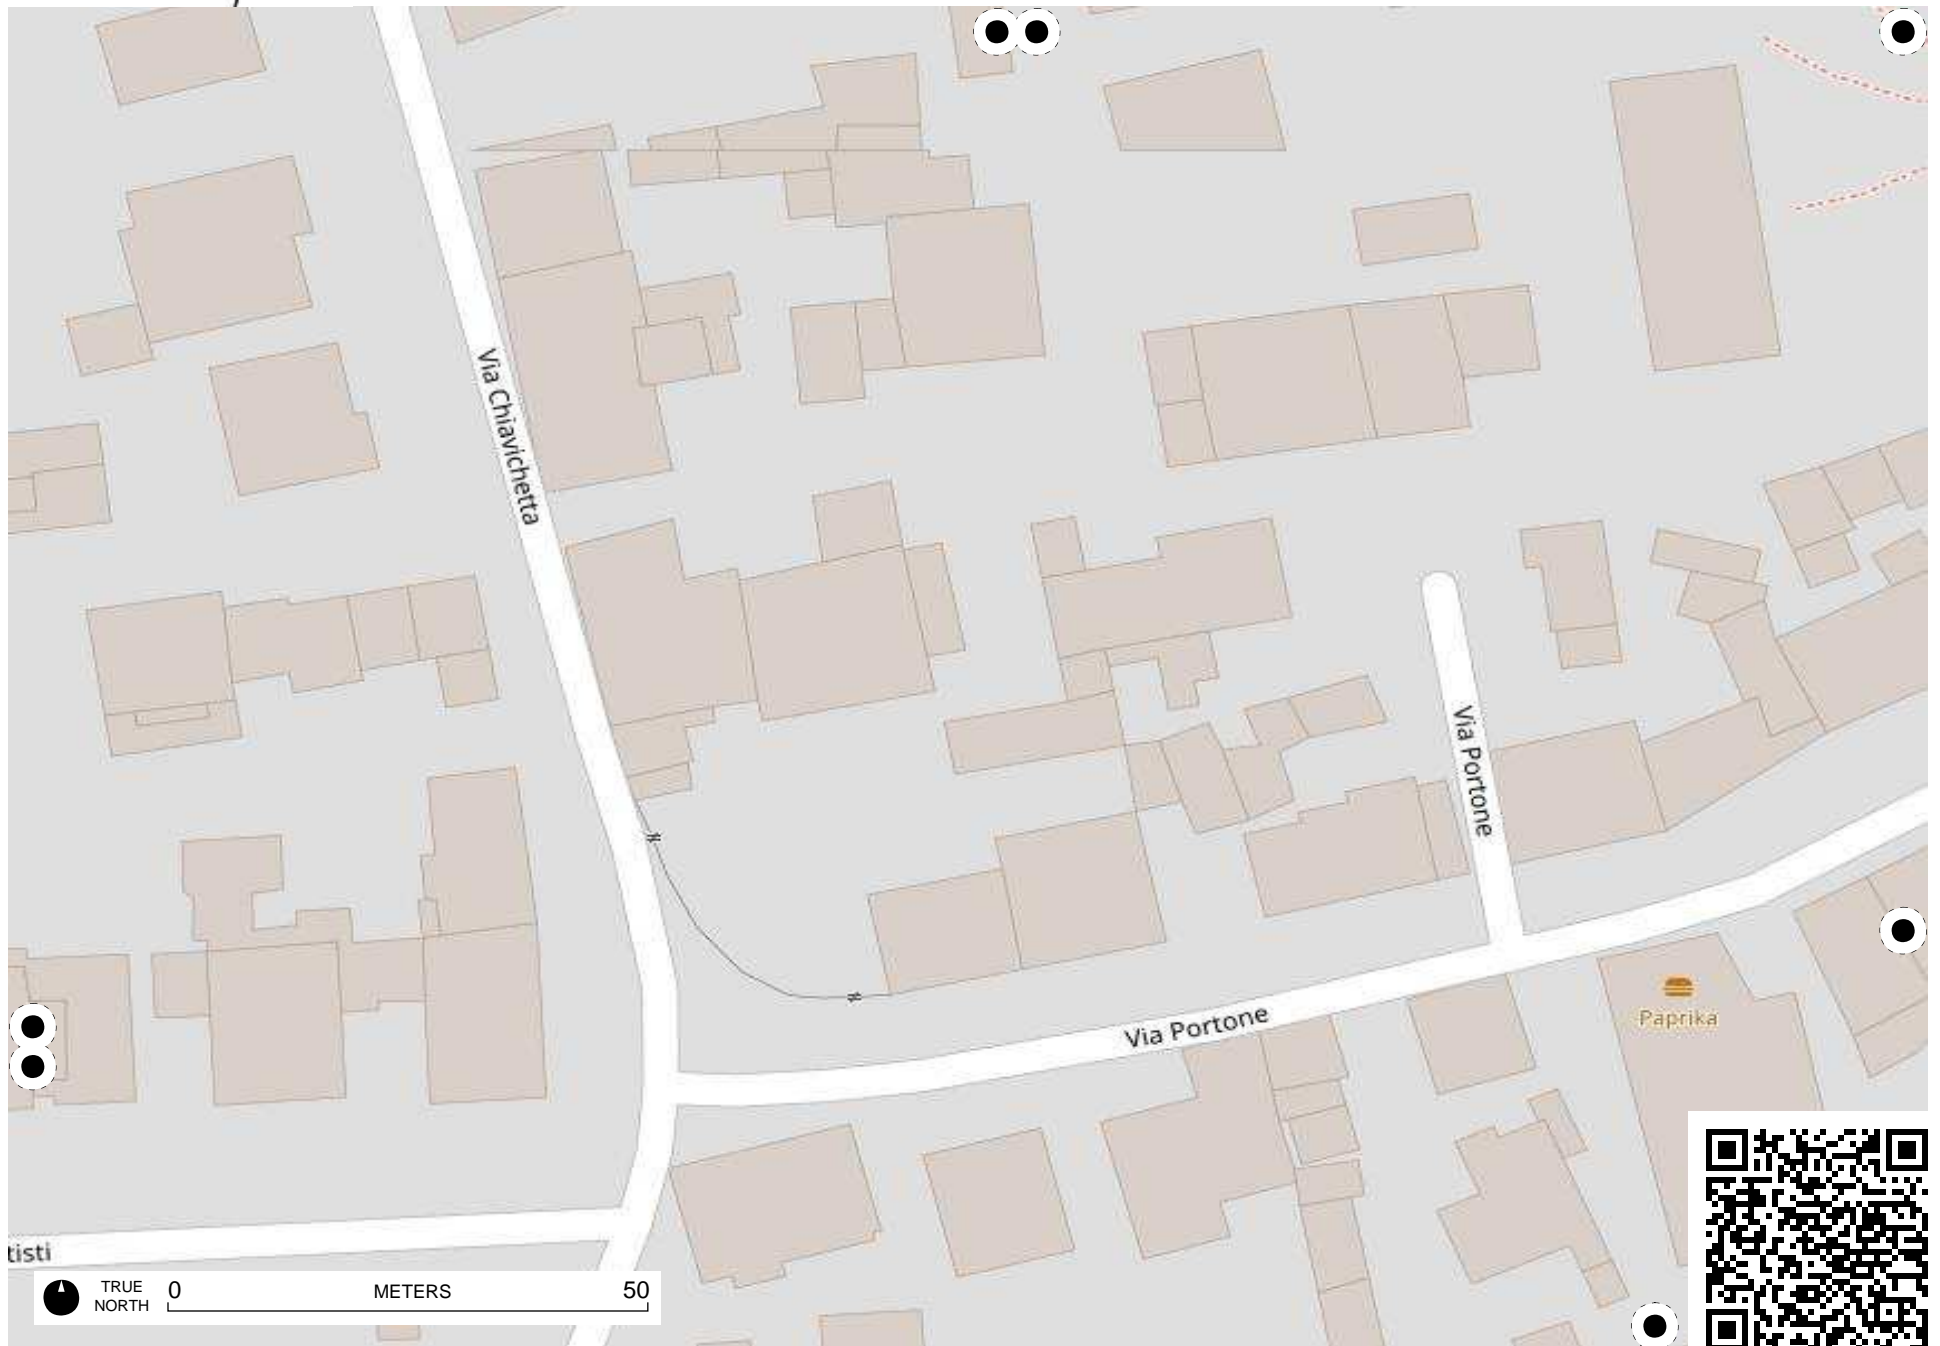 Via Chiavichetta
Via Portone
Via Portone
Paprika
tisti
TRUE
NORTH
0 METERS 50